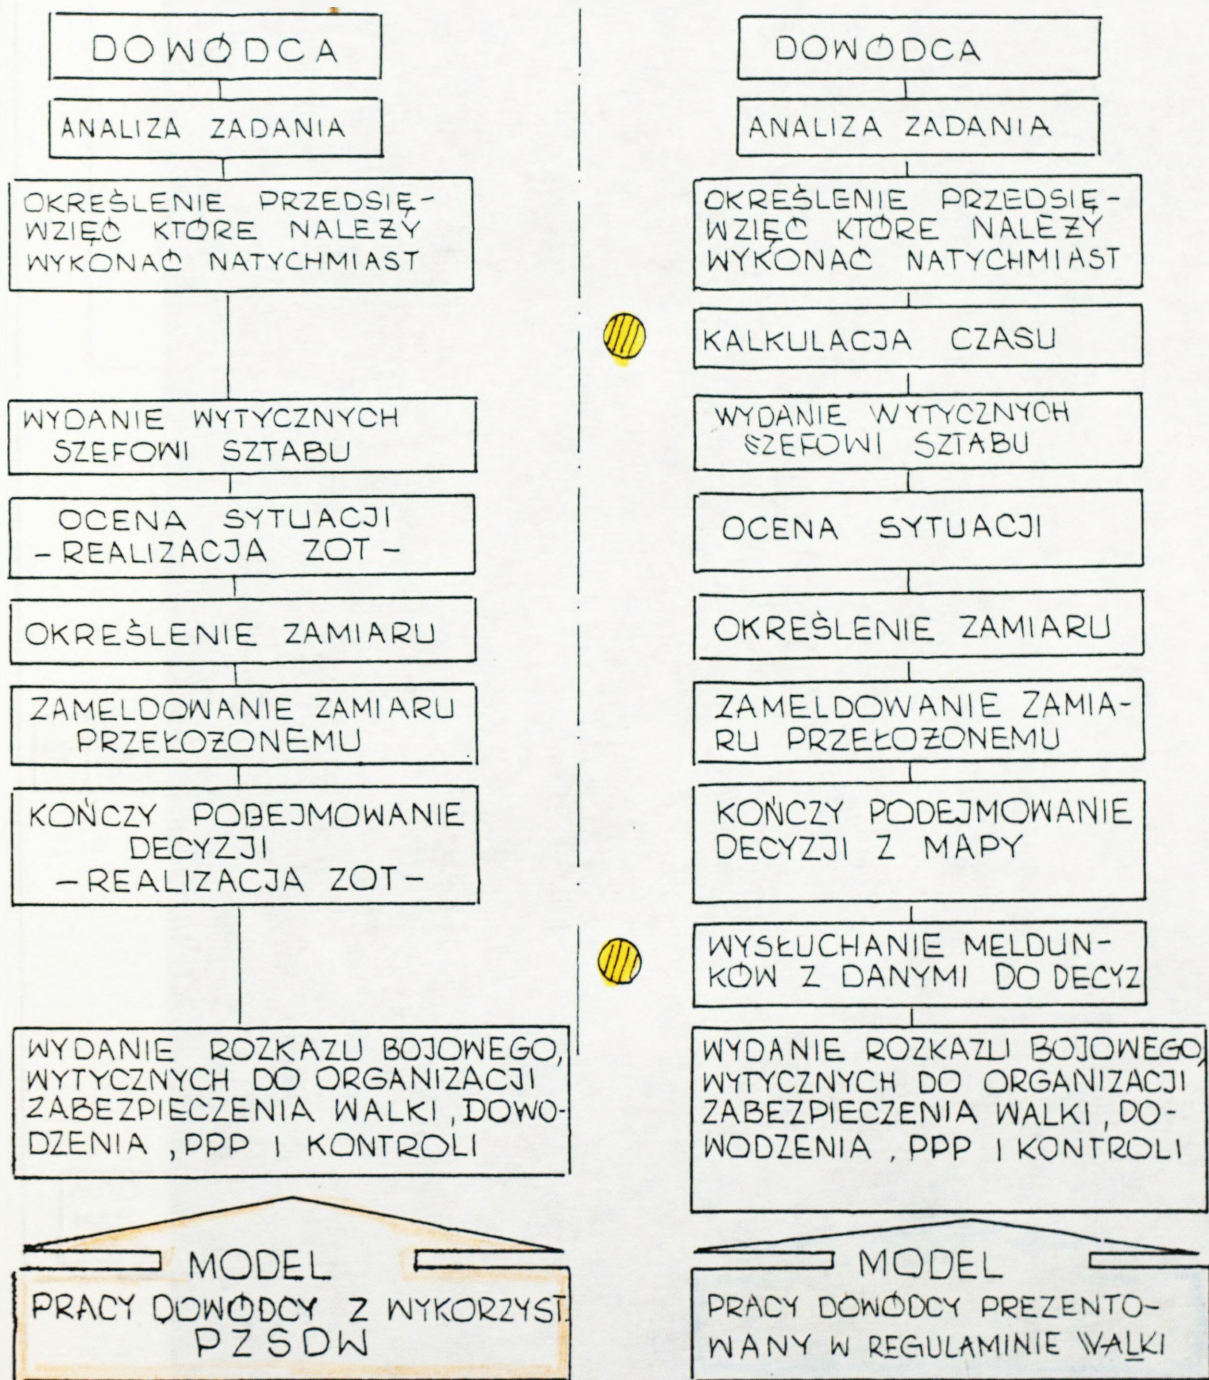 DOWÓDCA
ANALIZA ZADANIA
OKREŚLENIE PRZEDSIĘ-
WZIĘĆ KTÓRE NALEŻY
WYKONAĆ NATYCHMIAST
WYDANIE WYTYCZNYCH
SZEFOWI SZTABU
OCENA SYTUACJI
- REALIZACJA ZOT -
OKREŚLENIE ZAMIARU
ZAMELDOWANIE ZAMIARU
PRZEŁOŻONEMU
KOŃCZY POBEJMOWANIE
DECYZJI
- REALIZACJA ZOT -
WYDANIE ROZKAZU BOJOWEGO,
WYTYCZNYCH DO ORGANIZACJI
ZABEZPIECZENIA WALKI, DOWO-
DZENIA, PPP I KONTROLI
MODEL
PRACY DOWÓDCY Z WYKORZYST.
PZSDW
DOWÓDCA
ANALIZA ZADANIA
OKREŚLENIE PRZEDSIĘ-
WZIĘĆ KTÓRE NALEŻY
WYKONAĆ NATYCHMIAST
KALKULACJA CZASU
WYDANIE WYTYCZNYCH
SZEFOWI SZTABU
OCENA SYTUACJI
OKREŚLENIE ZAMIARU
ZAMELDOWANIE ZAMIA-
RU PRZEŁOŻONEMU
KOŃCZY PODEJMOWANIE
DECYZJI Z MAPY
WYSŁUCHANIE MELDUN-
KÓW Z DANYMI DO DECYZ
WYDANIE ROZKAZU BOJOWEGO,
WYTYCZNYCH DO ORGANIZACJI
ZABEZPIECZENIA WALKI, DO-
WODZENIA, PPP I KONTROLI
MODEL
PRACY DOWÓDCY PREZENTO-
WANY W REGULAMINIE WALKI